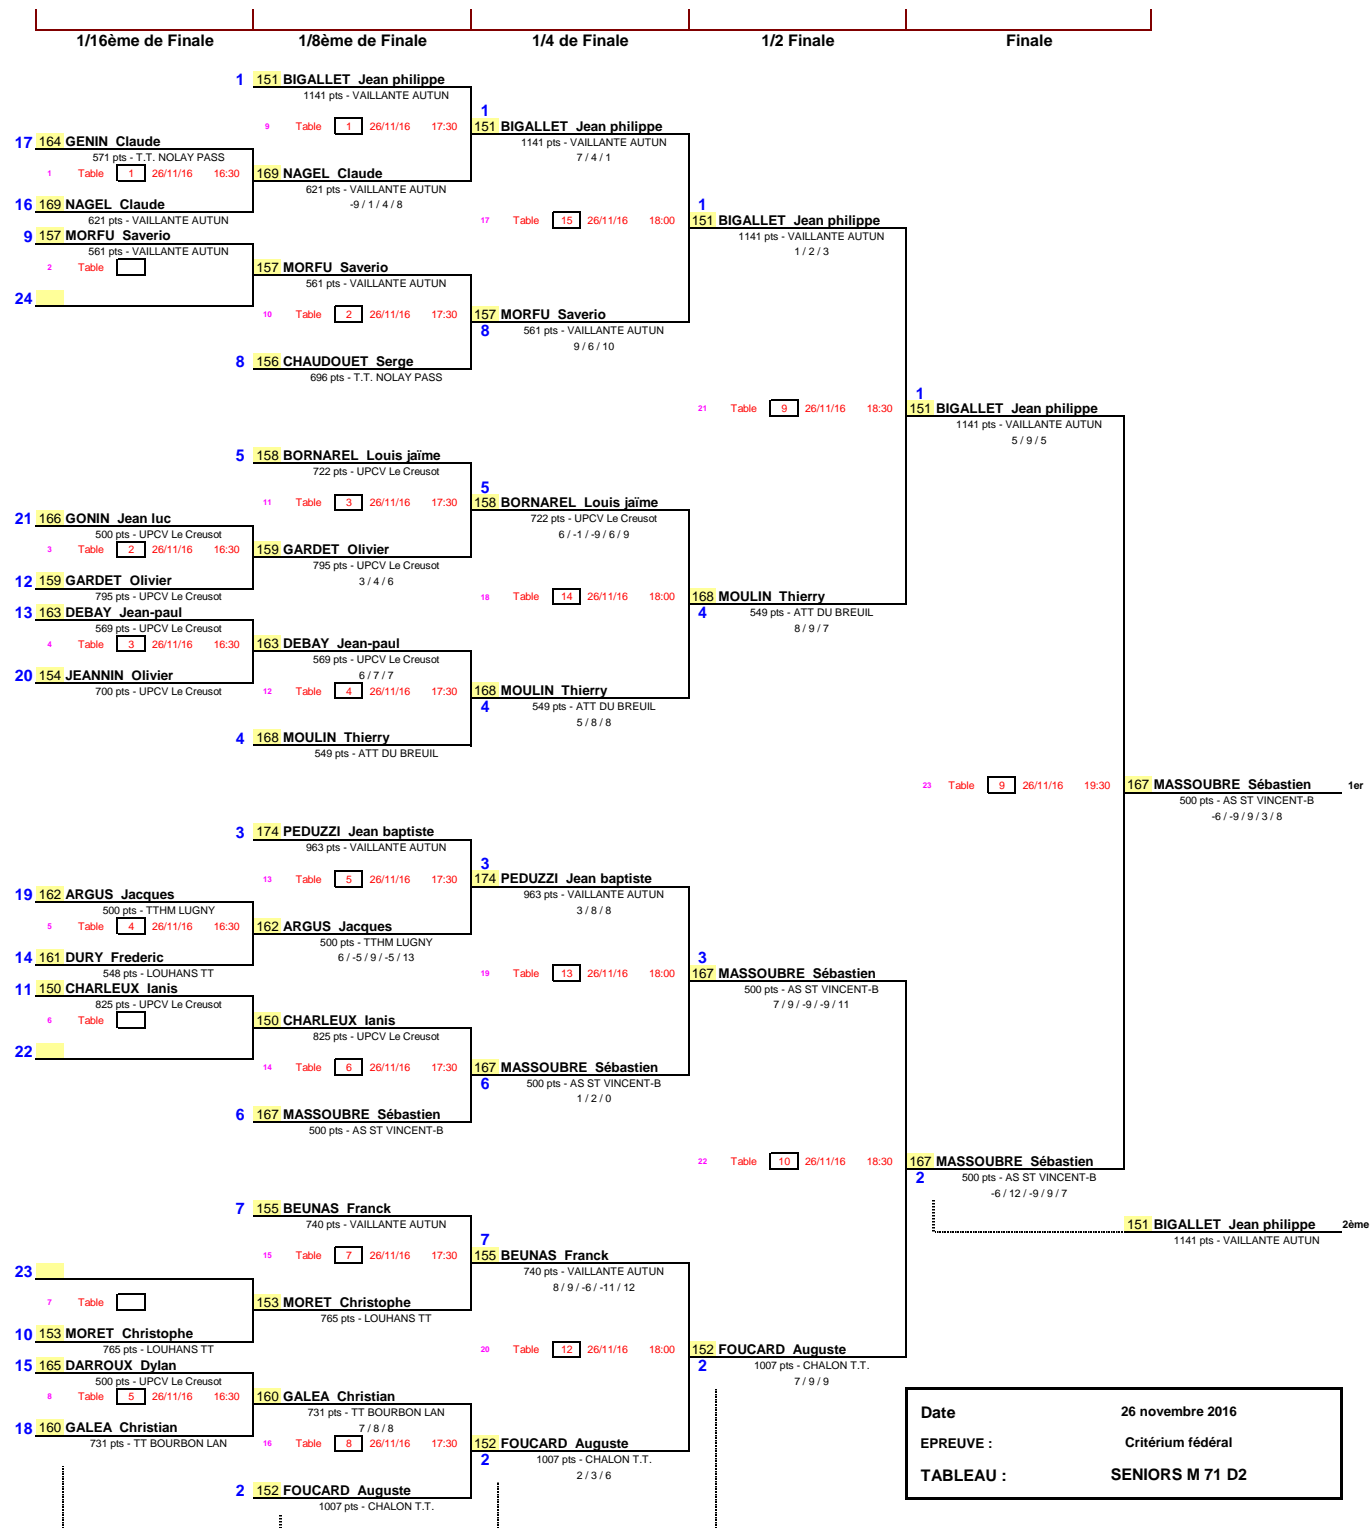 1/16ème de Finale 1/8ème de Finale 1/4 de Finale 1/2 Finale Finale
1 151 BIGALLET Jean philippe
1141 pts - VAILLANTE AUTUN
1
9 Table 1 26/11/16 17:30 151 BIGALLET Jean philippe
17 164 GENIN Claude 1141 pts - VAILLANTE AUTUN
571 pts - T.T. NOLAY PASS 7 / 4 / 1
1 Table 1 26/11/16 16:30 169 NAGEL Claude
621 pts - VAILLANTE AUTUN
16 169 NAGEL Claude -9 / 1 / 4 / 8 1
621 pts - VAILLANTE AUTUN 17 Table 15 26/11/16 18:00 151 BIGALLET Jean philippe
9 157 MORFU Saverio 1141 pts - VAILLANTE AUTUN
561 pts - VAILLANTE AUTUN 1 / 2 / 3
2 Table 157 MORFU Saverio
561 pts - VAILLANTE AUTUN
24
10 Table 2 26/11/16 17:30 157 MORFU Saverio
8 561 pts - VAILLANTE AUTUN
9 / 6 / 10
8 156 CHAUDOUET Serge
696 pts - T.T. NOLAY PASS
1
21 Table 9 26/11/16 18:30 151 BIGALLET Jean philippe
1141 pts - VAILLANTE AUTUN
5 / 9 / 5
5 158 BORNAREL Louis jaïme
722 pts - UPCV Le Creusot
5
11 Table 3 26/11/16 17:30 158 BORNAREL Louis jaïme
21 166 GONIN Jean luc 722 pts - UPCV Le Creusot
500 pts - UPCV Le Creusot 6 / -1 / -9 / 6 / 9
3 Table 2 26/11/16 16:30 159 GARDET Olivier
795 pts - UPCV Le Creusot
12 159 GARDET Olivier 3 / 4 / 6
795 pts - UPCV Le Creusot 18 Table 14 26/11/16 18:00 168 MOULIN Thierry
13 163 DEBAY Jean-paul 4 549 pts - ATT DU BREUIL
569 pts - UPCV Le Creusot 8 / 9 / 7
4 Table 3 26/11/16 16:30 163 DEBAY Jean-paul
569 pts - UPCV Le Creusot
20 154 JEANNIN Olivier 6 / 7 / 7
700 pts - UPCV Le Creusot 12 Table 4 26/11/16 17:30 168 MOULIN Thierry
4 549 pts - ATT DU BREUIL
5 / 8 / 8
4 168 MOULIN Thierry
549 pts - ATT DU BREUIL
23 Table 9 26/11/16 19:30 167 MASSOUBRE Sébastien 1er
500 pts - AS ST VINCENT-B
-6 / -9 / 9 / 3 / 8
3 174 PEDUZZI Jean baptiste
963 pts - VAILLANTE AUTUN
3
13 Table 5 26/11/16 17:30 174 PEDUZZI Jean baptiste
19 162 ARGUS Jacques 963 pts - VAILLANTE AUTUN
500 pts - TTHM LUGNY 3 / 8 / 8
5 Table 4 26/11/16 16:30 162 ARGUS Jacques
500 pts - TTHM LUGNY
14 161 DURY Frederic 6 / -5 / 9 / -5 / 13 3
548 pts - LOUHANS TT 19 Table 13 26/11/16 18:00 167 MASSOUBRE Sébastien
11 150 CHARLEUX Ianis 500 pts - AS ST VINCENT-B
825 pts - UPCV Le Creusot 7 / 9 / -9 / -9 / 11
6 Table 150 CHARLEUX Ianis
825 pts - UPCV Le Creusot
22
14 Table 6 26/11/16 17:30 167 MASSOUBRE Sébastien
6 500 pts - AS ST VINCENT-B
1 / 2 / 0
6 167 MASSOUBRE Sébastien
500 pts - AS ST VINCENT-B
22 Table 10 26/11/16 18:30 167 MASSOUBRE Sébastien
2 500 pts - AS ST VINCENT-B
-6 / 12 / -9 / 9 / 7
7 155 BEUNAS Franck
740 pts - VAILLANTE AUTUN 151 BIGALLET Jean philippe 2ème
7 1141 pts - VAILLANTE AUTUN
15 Table 7 26/11/16 17:30 155 BEUNAS Franck
23 740 pts - VAILLANTE AUTUN
8 / 9 / -6 / -11 / 12
7 Table 153 MORET Christophe
765 pts - LOUHANS TT
10 153 MORET Christophe
765 pts - LOUHANS TT 20 Table 12 26/11/16 18:00 152 FOUCARD Auguste
15 165 DARROUX Dylan 2 1007 pts - CHALON T.T.
500 pts - UPCV Le Creusot 7 / 9 / 9
8 Table 5 26/11/16 16:30 160 GALEA Christian
731 pts - TT BOURBON LAN
18 160 GALEA Christian 7 / 8 / 8
731 pts - TT BOURBON LAN 16 Table 8 26/11/16 17:30 152 FOUCARD Auguste
2 1007 pts - CHALON T.T.
2 / 3 / 6
2 152 FOUCARD Auguste
1007 pts - CHALON T.T.
Date 26 novembre 2016
EPREUVE : Critérium fédéral
TABLEAU : SENIORS M 71 D2